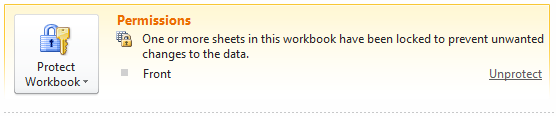 Permissions
One or more sheets in this workbook have been locked to prevent unwanted
changes to the data.
Front Unprotect
Protect
Workbook